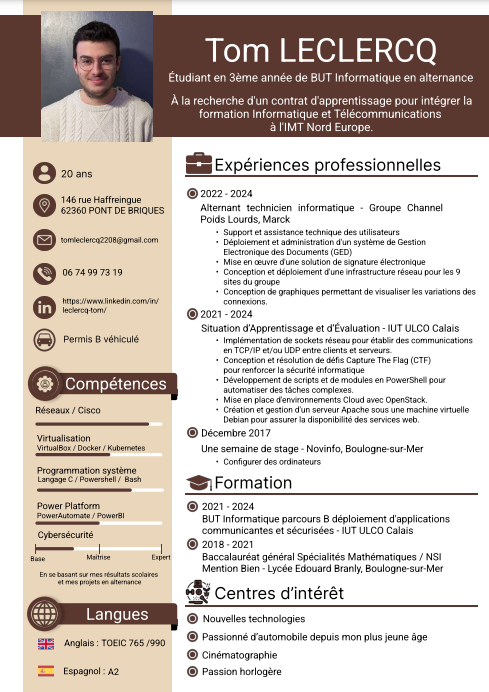 Tom LECLERCQ
Étudiant en 3ème année de BUT Informatique en alternance
À la recherche d'un contrat d'apprentissage pour intégrer la
formation Informatique et Télécommunications
à l'IMT Nord Europe.
20 ans
146 rue Haffreingue
62360 PONT DE BRIQUES
tomleclercq2208@gmail.com
06 74 99 73 19
https://www.linkedin.com/in/
leclercq-tom/
Permis B véhiculé
Compétences
Réseaux / Cisco
Virtualisation
VirtualBox / Docker / Kubernetes
Programmation système
Langage C / Powershell / Bash
Power Platform
PowerAutomate / PowerBI
Cybersécurité
Base
Maîtrise
Expert
En se basant sur mes résultats scolaires
et mes projets en alternance
Langues
Anglais : TOEIC 765 /990
Espagnol : A2
Expériences professionnelles
2022 - 2024
Alternant technicien informatique - Groupe Channel
Poids Lourds, Marck
• Support et assistance technique des utilisateurs
• Déploiement et administration d'un système de Gestion
Electronique des Documents (GED)
• Mise en œuvre d'une solution de signature électronique
• Conception et déploiement d'une infrastructure réseau pour les 9
sites du groupe
• Conception de graphiques permettant de visualiser les variations des
connexions.
2021 - 2024
Situation d'Apprentissage et d'Évaluation - IUT ULCO Calais
• Implémentation de sockets réseau pour établir des communications
en TCP/IP et/ou UDP entre clients et serveurs.
• Conception et résolution de défis Capture The Flag (CTF)
pour renforcer la sécurité informatique
• Développement de scripts et de modules en PowerShell pour
automatiser des tâches complexes.
• Mise en place d'environnements Cloud avec OpenStack.
• Création et gestion d'un serveur Apache sous une machine virtuelle
Debian pour assurer la disponibilité des services web.
Décembre 2017
Une semaine de stage - Novinfo, Boulogne-sur-Mer
• Configurer des ordinateurs
Formation
2021 - 2024
BUT Informatique parcours B déploiement d'applications
communicantes et sécurisées - IUT ULCO Calais
2018 - 2021
Baccalauréat général Spécialités Mathématiques / NSI
Mention Bien - Lycée Edouard Branly, Boulogne-sur-Mer
Centres d'intérêt
Nouvelles technologies
Passionné d'automobile depuis mon plus jeune âge
Cinématographie
Passion horlogère